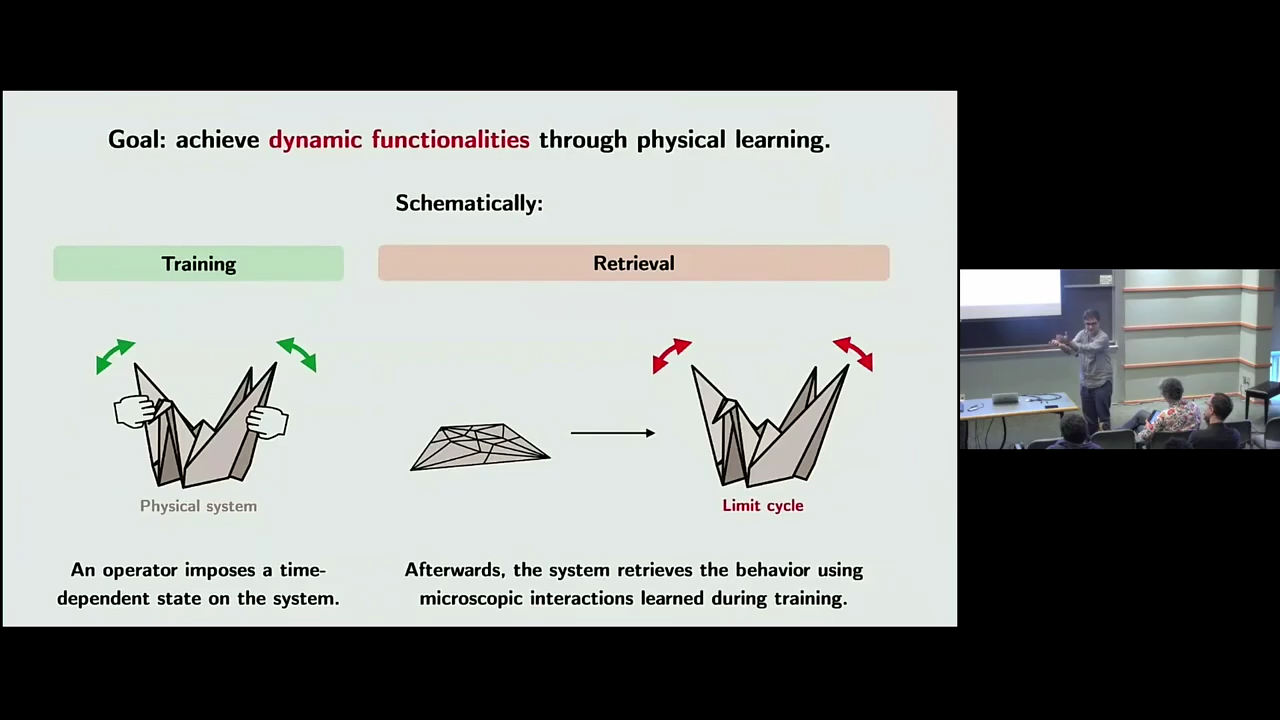 Goal: achieve dynamic functionalities through physical learning.
Schematically:
Training
Retrieval
Physical system
Limit cycle
An operator imposes a time-
dependent state on the system.
Afterwards, the system retrieves the behavior using
microscopic interactions learned during training.